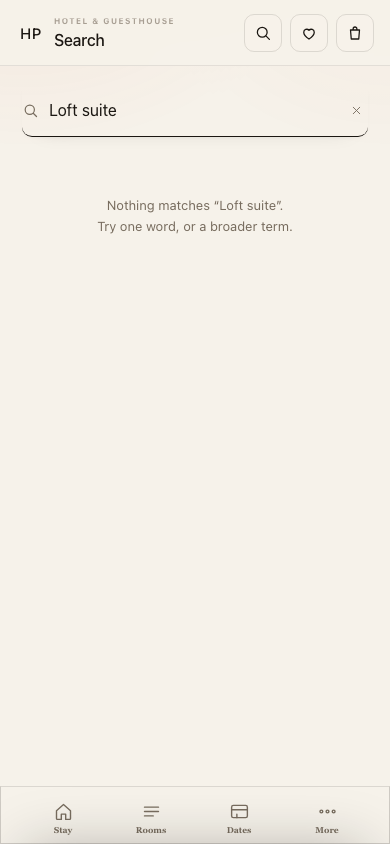 HP
HOTEL & GUESTHOUSE
Search
Loft suite
Nothing matches “Loft suite”.
Try one word, or a broader term.
Stay
Rooms
Dates
More